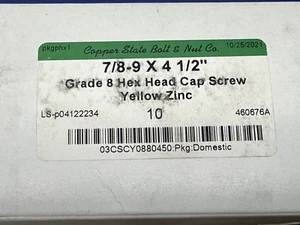 pkgphx1 Copper State Bolt & Nut Co. 10/25/2021
7/8-9 X 4 1/2"
Grade 8 Hex Head Cap Screw
Yellow Zinc
LS-p04122234 10 460676A
03CSCY0880450:Pkg:Domestic